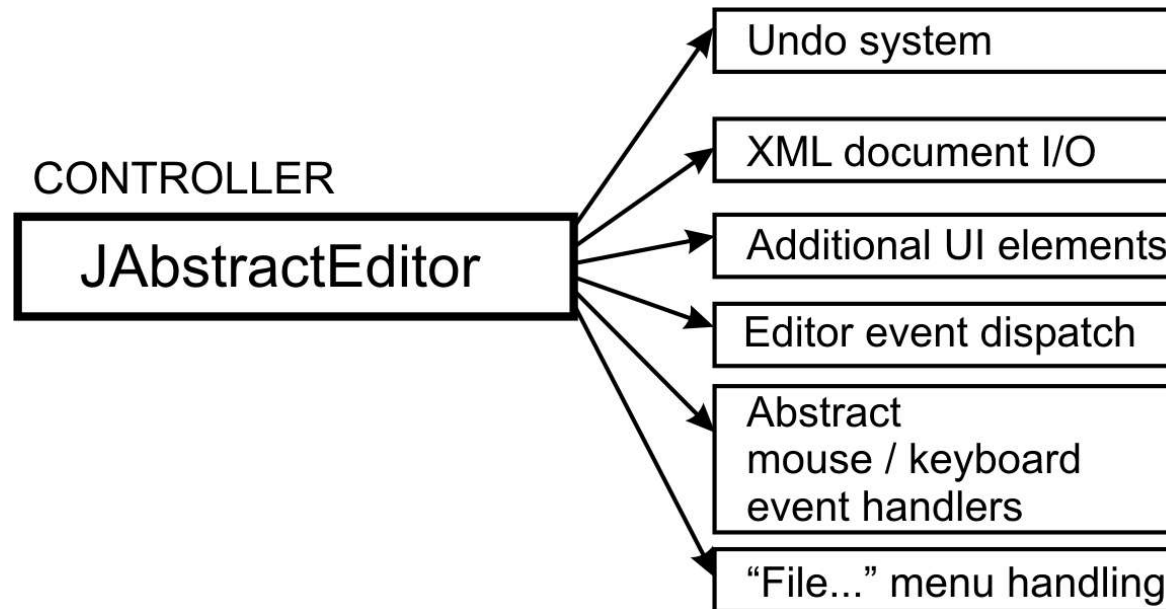 CONTROLLER
JAbstractEditor
Undo system
XML document I/O
Additional UI elements
Editor event dispatch
Abstract
mouse / keyboard
event handlers
“File...” menu handling